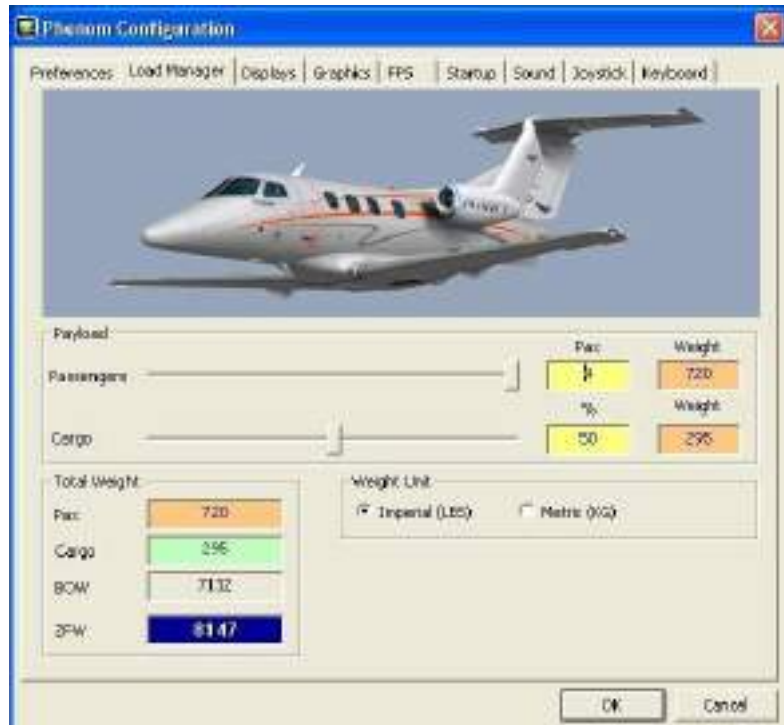 Phenom Configuration
Preferences Load Manager Displays Graphics FPS Startup Sound Joystick Keyboard
Payload
Pax Weight
Passengers 4 720
% Weight
Cargo 50 295
Total Weight Weight Unit
Pax 720 Imperial (LBS) Metric (KG)
Cargo 295
BOW 7132
ZFW 8147
OK Cancel